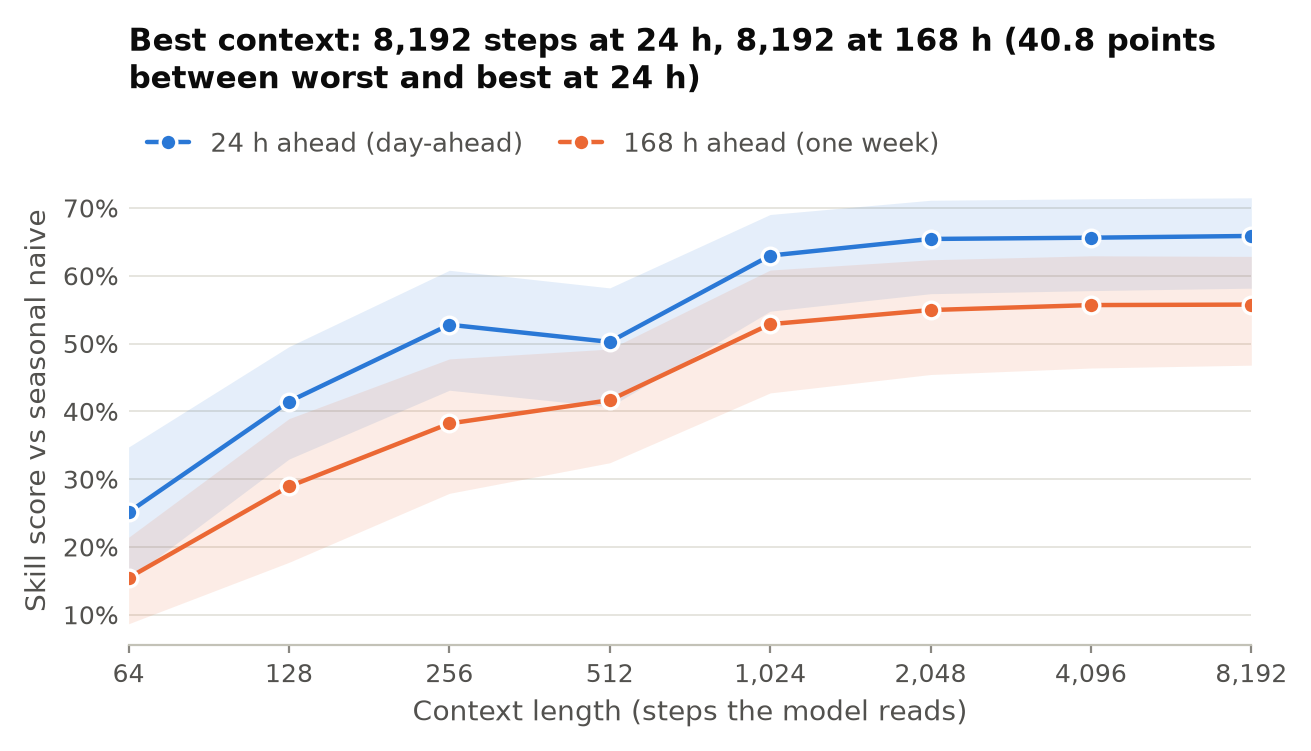 Best context: 8,192 steps at 24 h, 8,192 at 168 h (40.8 points
between worst and best at 24 h)
24 h ahead (day-ahead)
168 h ahead (one week)
Skill score vs seasonal naive
70%
60%
50%
40%
30%
20%
10%
64
128
256
512
1,024
2,048
4,096
8,192
Context length (steps the model reads)